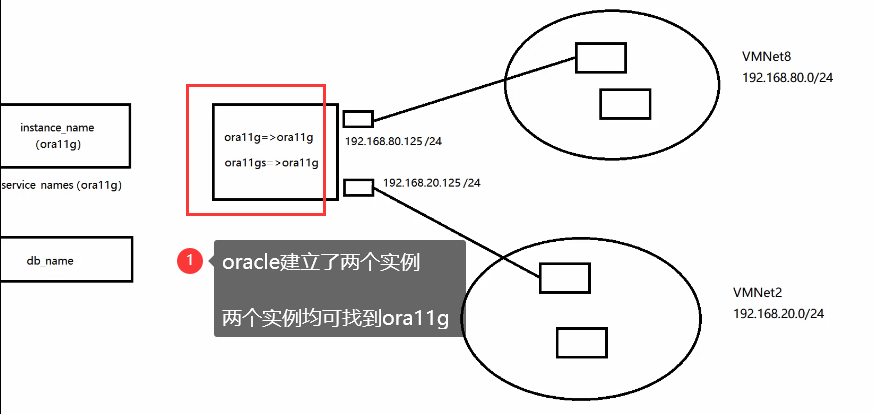 instance_name
(ora11g)
service_names (ora11g)
db_name
ora11g=>ora11g
ora11gs=>ora11g
192.168.80.125 /24
192.168.20.125 /24
VMNet8
192.168.80.0/24
1
oracle建立了两个实例
两个实例均可找到ora11g
VMNet2
192.168.20.0/24